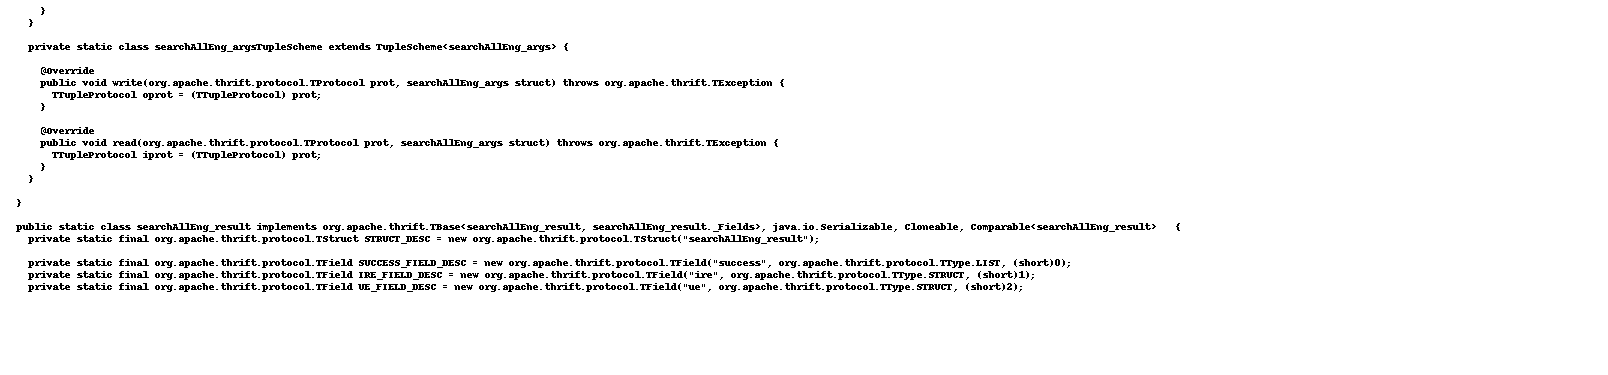 }
  }

  private static class searchAllEng_argsTupleScheme extends TupleScheme<searchAllEng_args> {

    @Override
    public void write(org.apache.thrift.protocol.TProtocol prot, searchAllEng_args struct) throws org.apache.thrift.TException {
      TTupleProtocol oprot = (TTupleProtocol) prot;
    }

    @Override
    public void read(org.apache.thrift.protocol.TProtocol prot, searchAllEng_args struct) throws org.apache.thrift.TException {
      TTupleProtocol iprot = (TTupleProtocol) prot;
    }
  }

}

public static class searchAllEng_result implements org.apache.thrift.TBase<searchAllEng_result, searchAllEng_result._Fields>, java.io.Serializable, Cloneable, Comparable<searchAllEng_result>   {
  private static final org.apache.thrift.protocol.TStruct STRUCT_DESC = new org.apache.thrift.protocol.TStruct("searchAllEng_result");

  private static final org.apache.thrift.protocol.TField SUCCESS_FIELD_DESC = new org.apache.thrift.protocol.TField("success", org.apache.thrift.protocol.TType.LIST, (short)0);
  private static final org.apache.thrift.protocol.TField IRE_FIELD_DESC = new org.apache.thrift.protocol.TField("ire", org.apache.thrift.protocol.TType.STRUCT, (short)1);
  private static final org.apache.thrift.protocol.TField UE_FIELD_DESC = new org.apache.thrift.protocol.TField("ue", org.apache.thrift.protocol.TType.STRUCT, (short)2);